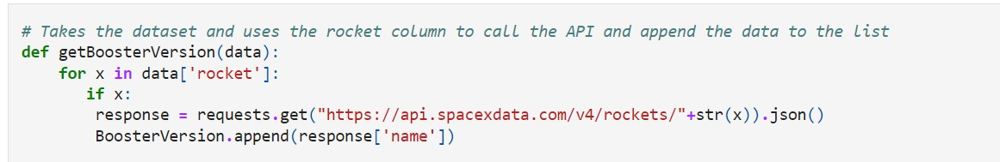 # Takes the dataset and uses the rocket column to call the API and append the data to the list
def getBoosterVersion(data):
    for x in data['rocket']:
       if x:
        response = requests.get("https://api.spacexdata.com/v4/rockets/"+str(x)).json()
        BoosterVersion.append(response['name'])